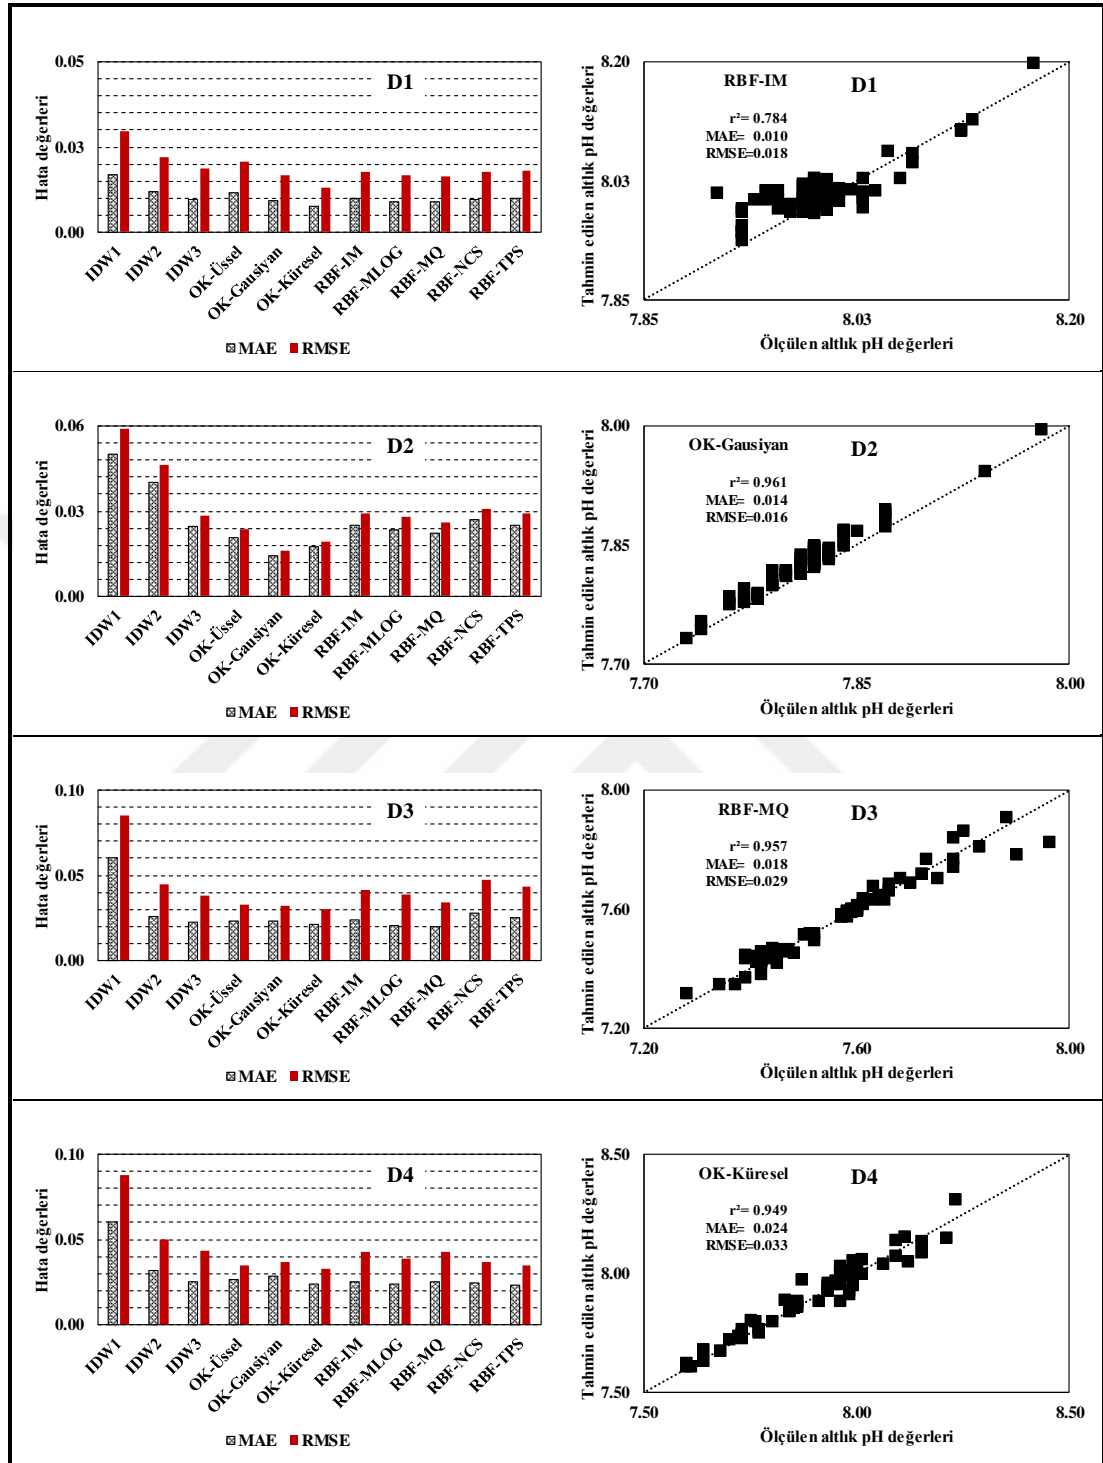 0.05
0.03
0.00
Hata değerleri
D1
IDW1
IDW2
IDW3
OK-Üssel
OK-Gausiyan
OK-Küresel
RBF-IM
RBF-MLOG
RBF-MQ
RBF-NCS
RBF-TPS
MAE RMSE
8.20
8.03
7.85
Tahmin edilen altlık pH değerleri
RBF-IM D1
r²= 0.784
MAE= 0.010
RMSE=0.018
7.85 8.03 8.20
Ölçülen altlık pH değerleri
0.06
0.03
0.00
Hata değerleri
D2
IDW1
IDW2
IDW3
OK-Üssel
OK-Gausiyan
OK-Küresel
RBF-IM
RBF-MLOG
RBF-MQ
RBF-NCS
RBF-TPS
MAE RMSE
8.00
7.85
7.70
Tahmin edilen altlık pH değerleri
OK-Gausiyan D2
r²= 0.961
MAE= 0.014
RMSE=0.016
7.70 7.85 8.00
Ölçülen altlık pH değerleri
0.10
0.05
0.00
Hata değerleri
D3
IDW1
IDW2
IDW3
OK-Üssel
OK-Gausiyan
OK-Küresel
RBF-IM
RBF-MLOG
RBF-MQ
RBF-NCS
RBF-TPS
MAE RMSE
8.00
7.60
7.20
Tahmin edilen altlık pH değerleri
RBF-MQ D3
r²= 0.957
MAE= 0.018
RMSE=0.029
7.20 7.60 8.00
Ölçülen altlık pH değerleri
0.10
0.05
0.00
Hata değerleri
D4
IDW1
IDW2
IDW3
OK-Üssel
OK-Gausiyan
OK-Küresel
RBF-IM
RBF-MLOG
RBF-MQ
RBF-NCS
RBF-TPS
MAE RMSE
8.50
8.00
7.50
Tahmin edilen altlık pH değerleri
OK-Küresel D4
r²= 0.949
MAE= 0.024
RMSE=0.033
7.50 8.00 8.50
Ölçülen altlık pH değerleri